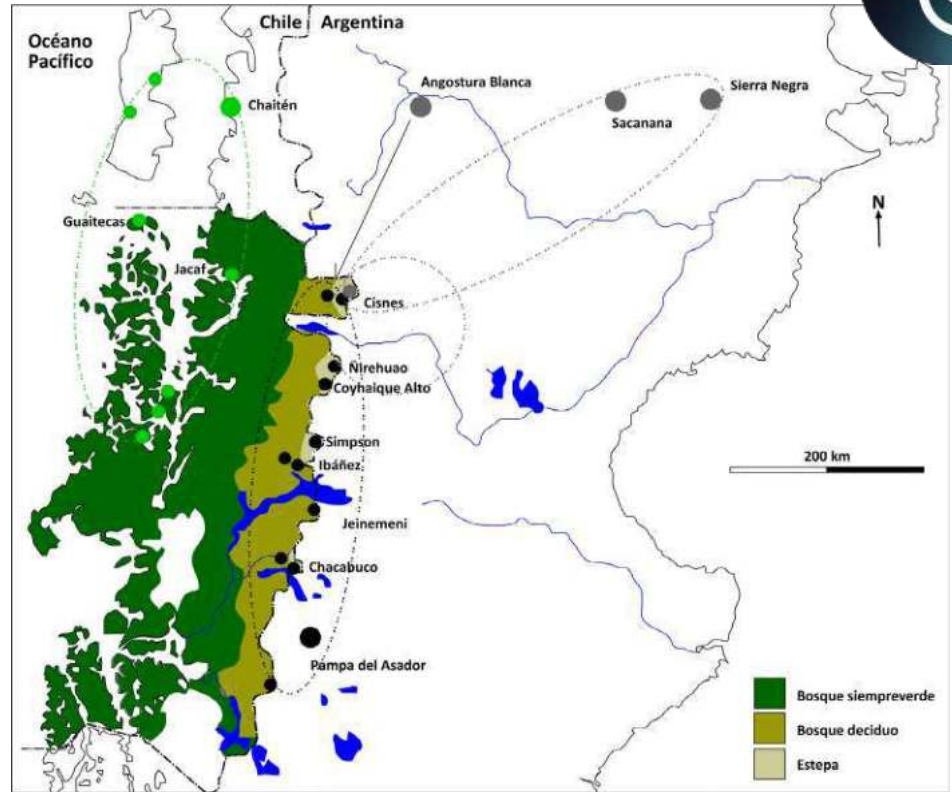 Océano
Pacífico
Chile
Argentina
Chaitén
Angostura Blanca
Sacanana
Sierra Negra
Guaitecas
Jacaf
N
Cisnes
Ñirehuao
Coyhaique Alto
Simpson
Ibáñez
200 km
Jeinemeni
Chacabuco
Pampa del Asador
Bosque siempreverde
Bosque deciduo
Estepa